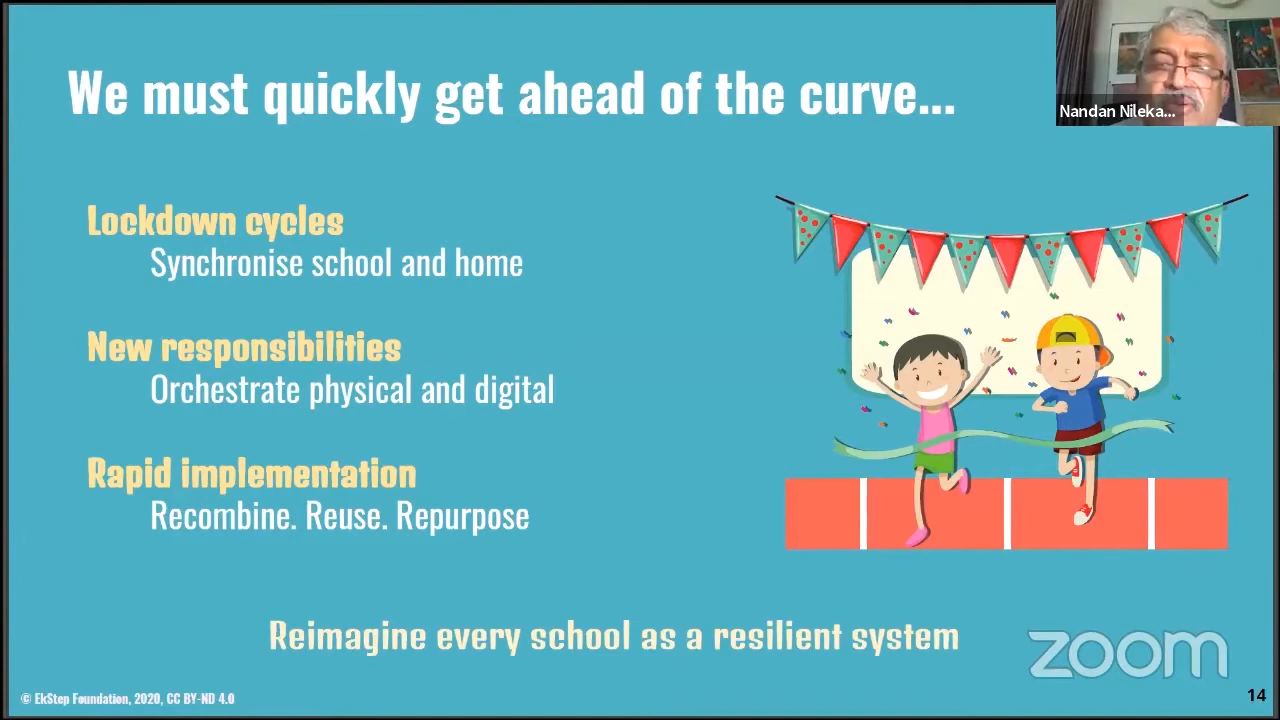 We must quickly get ahead of the curve...
Nandan Nileka...
Lockdown cycles
Synchronise school and home
New responsibilities
Orchestrate physical and digital
Rapid implementation
Recombine. Reuse. Repurpose
Reimagine every school as a resilient system
zoom
© EkStep Foundation, 2020, CC BY-ND 4.0
14